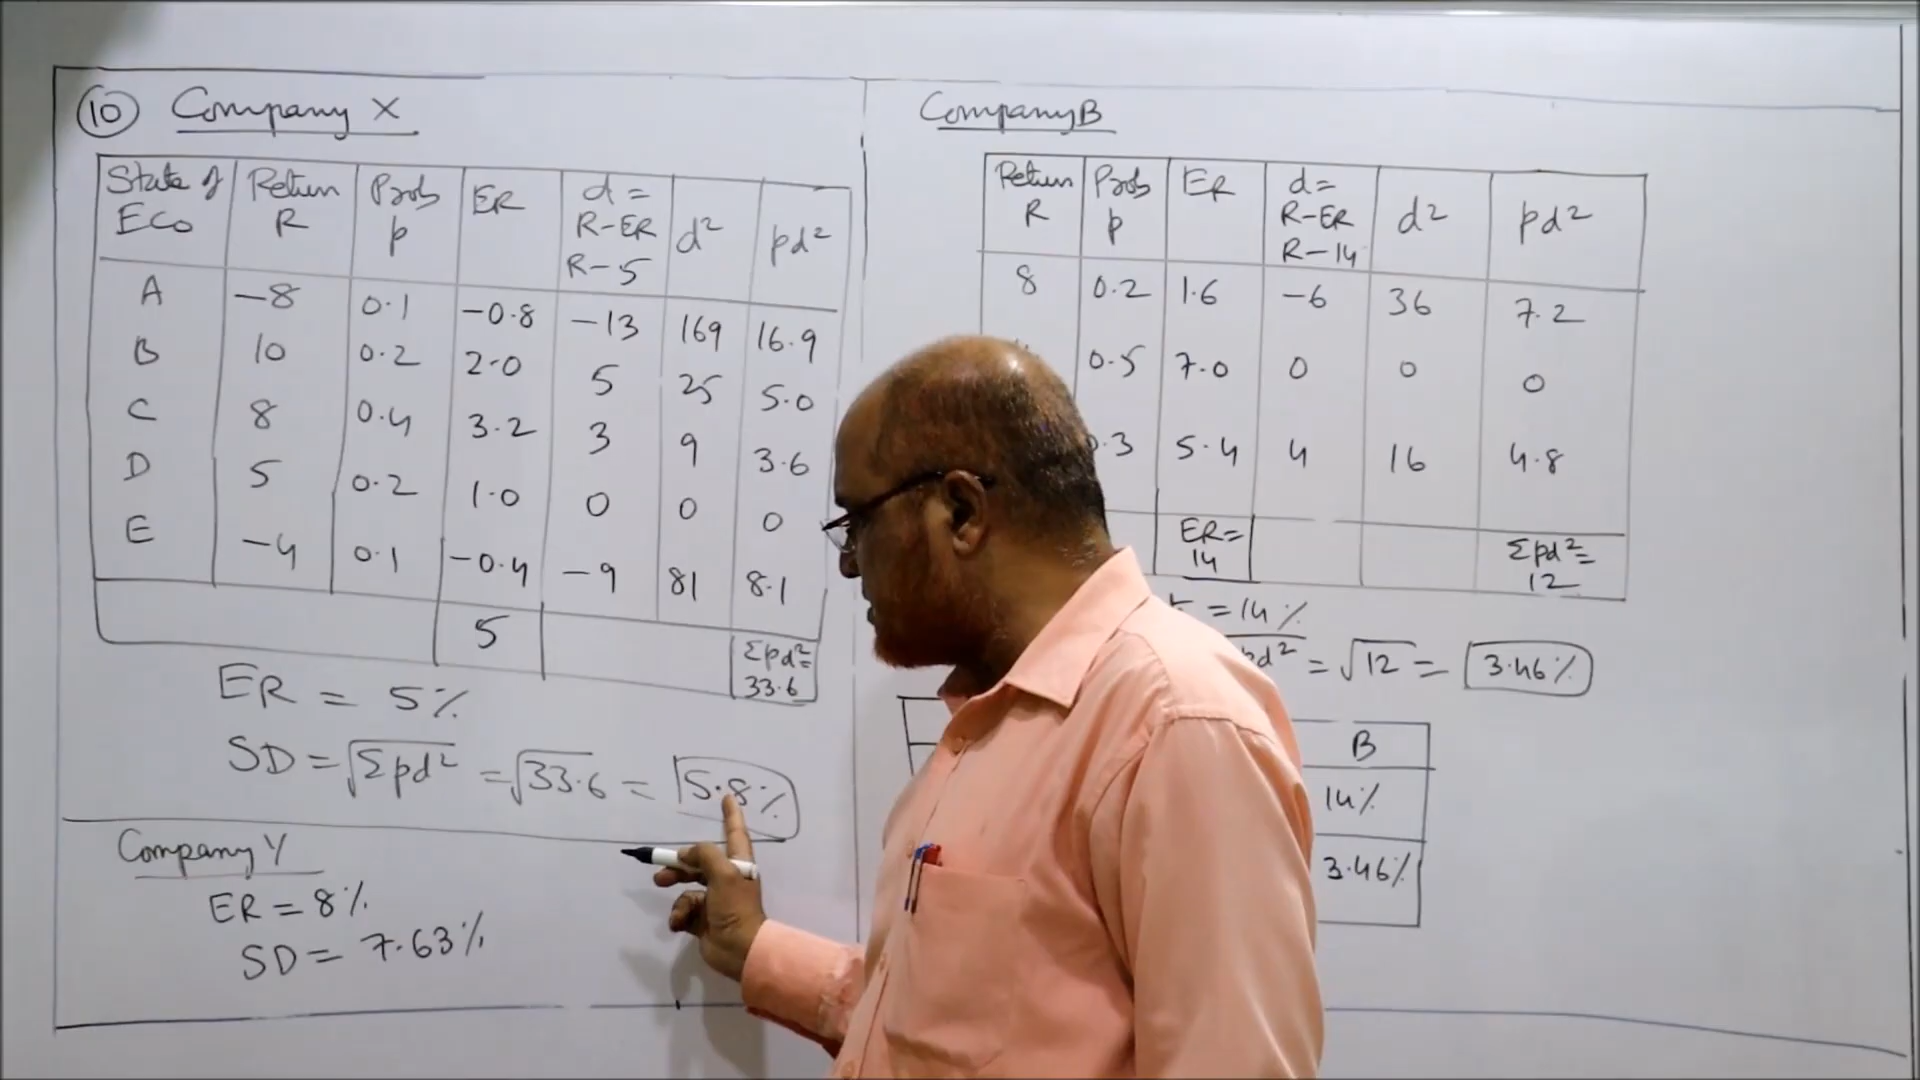 10 Company X
State of Eco Return R Prob p ER d = R-ER R-5 d² pd²
A -8 0.1 -0.8 -13 169 16.9
B 10 0.2 2.0 5 25 5.0
C 8 0.4 3.2 3 9 3.6
D 5 0.2 1.0 0 0 0
E -4 0.1 -0.4 -9 81 8.1
5 Σpd²= 33.6
ER = 5%
SD = √Σpd² = √33.6 = 5.8%
Company Y
ER = 8%
SD = 7.63%
Company B
Return R Prob p ER d= R-ER R-14 d² pd²
8 0.2 1.6 -6 36 7.2
0.5 7.0 0 0 0
0.3 5.4 4 16 4.8
ER= 14 Σpd²= 12
= 14%
pd² = √12 = 3.46%
B
14%
3.46%